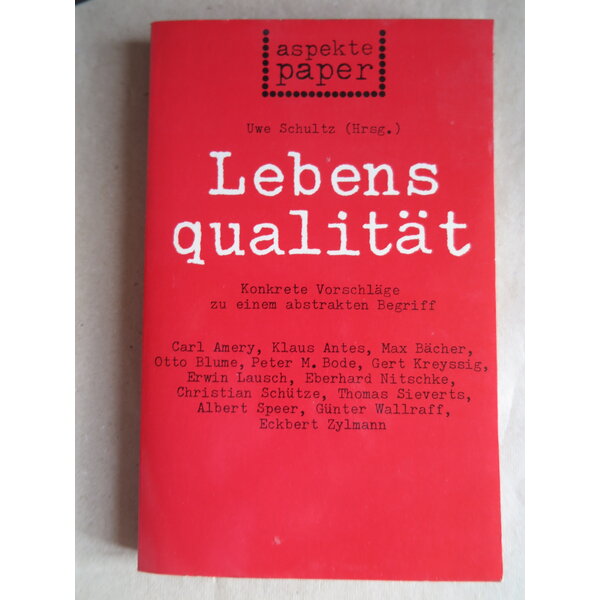 aspekte
paper
Uwe Schultz (Hrsg.)
Lebens
qualität
Konkrete Vorschläge
zu einem abstrakten Begriff
Carl Amery, Klaus Antes, Max Bächer,
Otto Blume, Peter M. Bode, Gert Kreyssig,
Erwin Lausch, Eberhard Nitschke,
Christian Schütze, Thomas Sieverts,
Albert Speer, Günter Wallraff,
Eckbert Zylmann